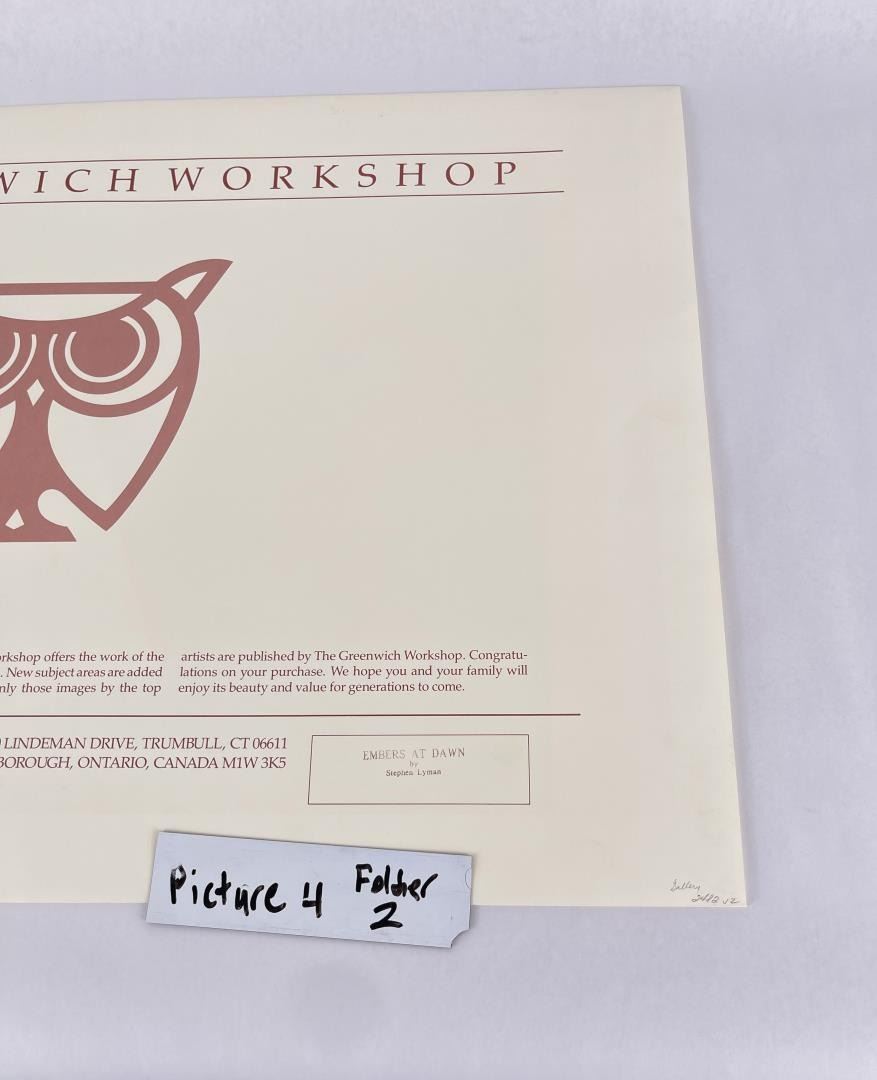 WICH WORKSHOP
orkshop offers the work of the
. New subject areas are added
nly those images by the top
artists are published by The Greenwich Workshop. Congratu-
lations on your purchase. We hope you and your family will
enjoy its beauty and value for generations to come.
LINDEMAN DRIVE, TRUMBULL, CT 06611
BOROUGH, ONTARIO, CANADA M1W 3K5
EMBERS AT DAWN
by
Stephen Lyman
Picture 4 Folder
2